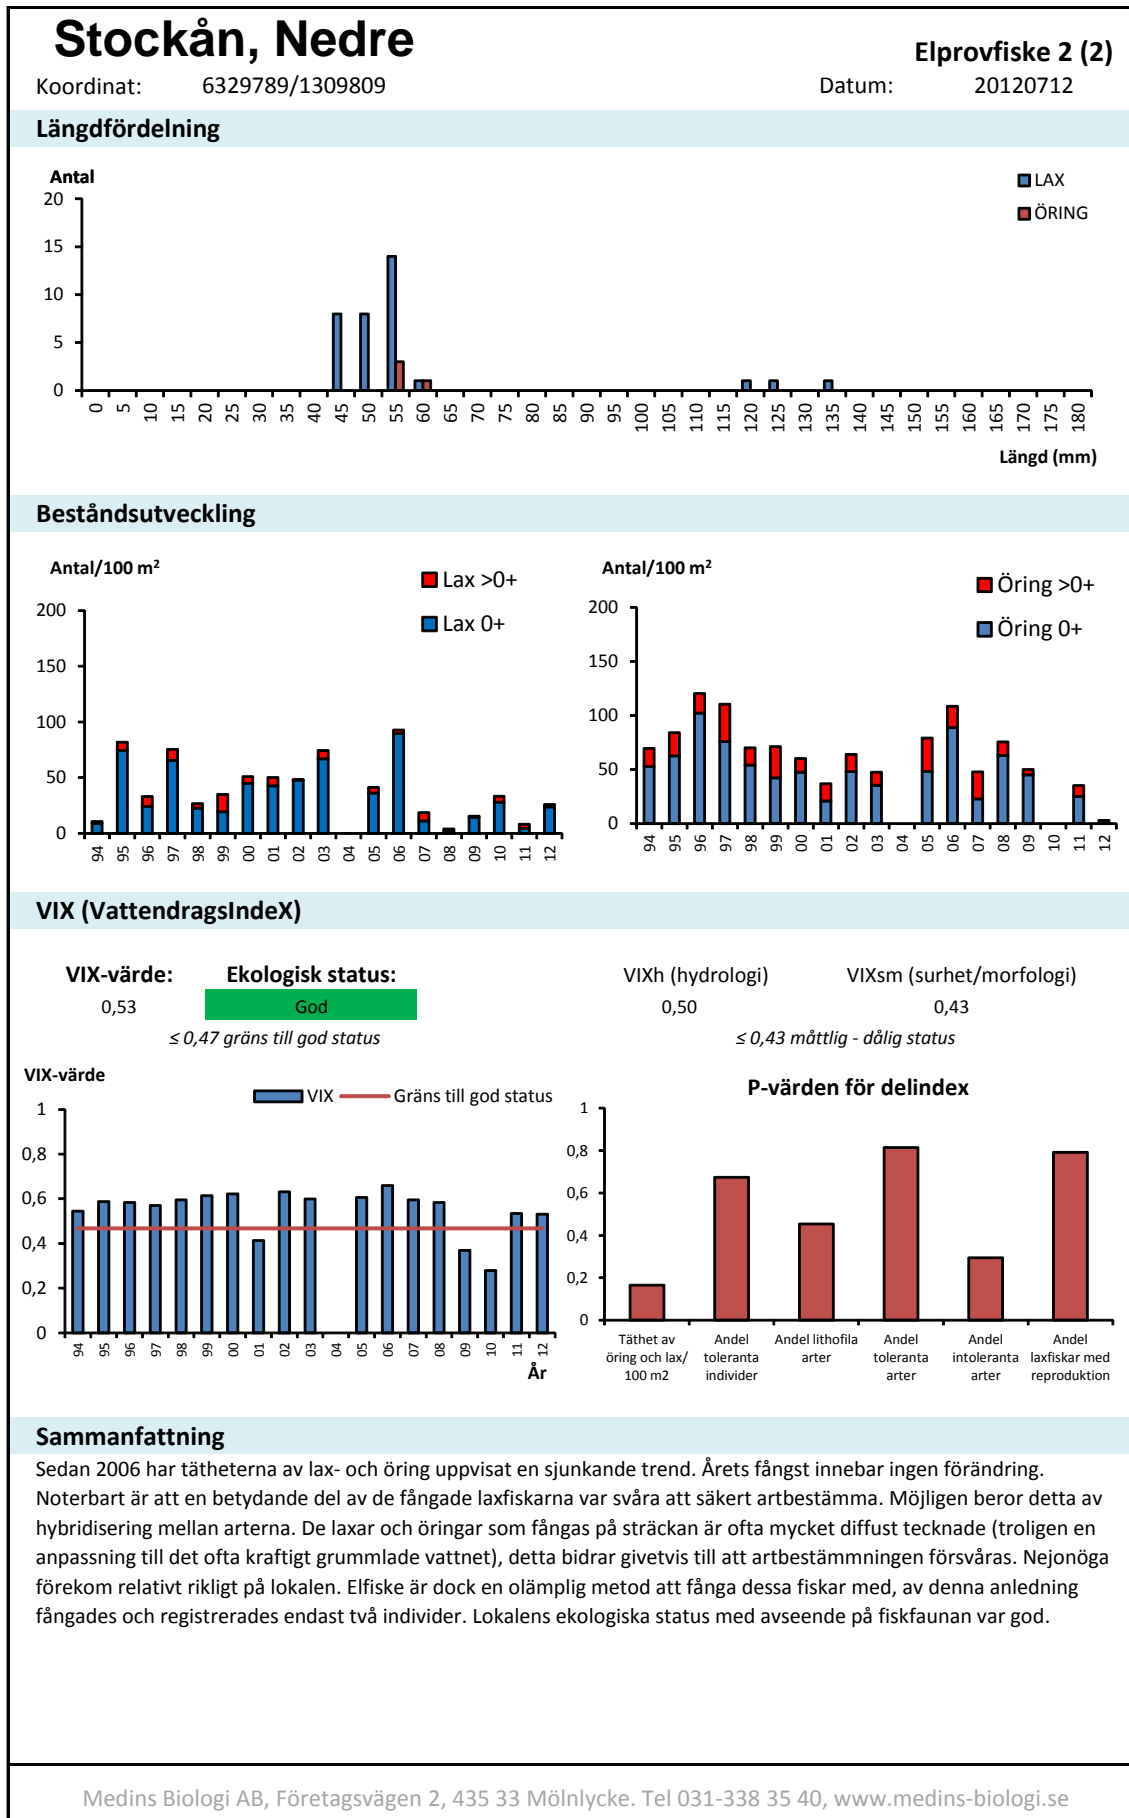 Stockån, Nedre
Elprovfiske 2 (2)
Koordinat: 6329789/1309809 Datum: 20120712
Längdfördelning
Antal
LAX
ÖRING
20
15
10
5
0
0 5 10 15 20 25 30 35 40 45 50 55 60 65 70 75 80 85 90 95 100 105 110 115 120 125 130 135 140 145 150 155 160 165 170 175 180
Längd (mm)
Beståndsutveckling
Antal/100 m²
Lax >0+
Lax 0+
200
150
100
50
0
94 95 96 97 98 99 00 01 02 03 04 05 06 07 08 09 10 11 12
Antal/100 m²
Öring >0+
Öring 0+
200
150
100
50
0
94 95 96 97 98 99 00 01 02 03 04 05 06 07 08 09 10 11 12
VIX (VattendragsIndeX)
VIX-värde: Ekologisk status:
0,53 God
≤ 0,47 gräns till god status
VIXh (hydrologi) VIXsm (surhet/morfologi)
0,50 0,43
≤ 0,43 måttlig - dålig status
VIX-värde
VIX Gräns till god status
1
0,8
0,6
0,4
0,2
0
94 95 96 97 98 99 00 01 02 03 04 05 06 07 08 09 10 11 12
År
P-värden för delindex
1
0,8
0,6
0,4
0,2
0
Täthet av
öring och lax/
100 m2
Andel
toleranta
individer
Andel lithofila
arter
Andel
toleranta
arter
Andel
intoleranta
arter
Andel
laxfiskar med
reproduktion
Sammanfattning
Sedan 2006 har tätheterna av lax- och öring uppvisat en sjunkande trend. Årets fångst innebar ingen förändring.
Noterbart är att en betydande del av de fångade laxfiskarna var svåra att säkert artbestämma. Möjligen beror detta av
hybridisering mellan arterna. De laxar och öringar som fångas på sträckan är ofta mycket diffust tecknade (troligen en
anpassning till det ofta kraftigt grummlade vattnet), detta bidrar givetvis till att artbestämmningen försvåras. Nejonöga
förekom relativt rikligt på lokalen. Elfiske är dock en olämplig metod att fånga dessa fiskar med, av denna anledning
fångades och registrerades endast två individer. Lokalens ekologiska status med avseende på fiskfaunan var god.
Medins Biologi AB, Företagsvägen 2, 435 33 Mölnlycke. Tel 031-338 35 40, www.medins-biologi.se